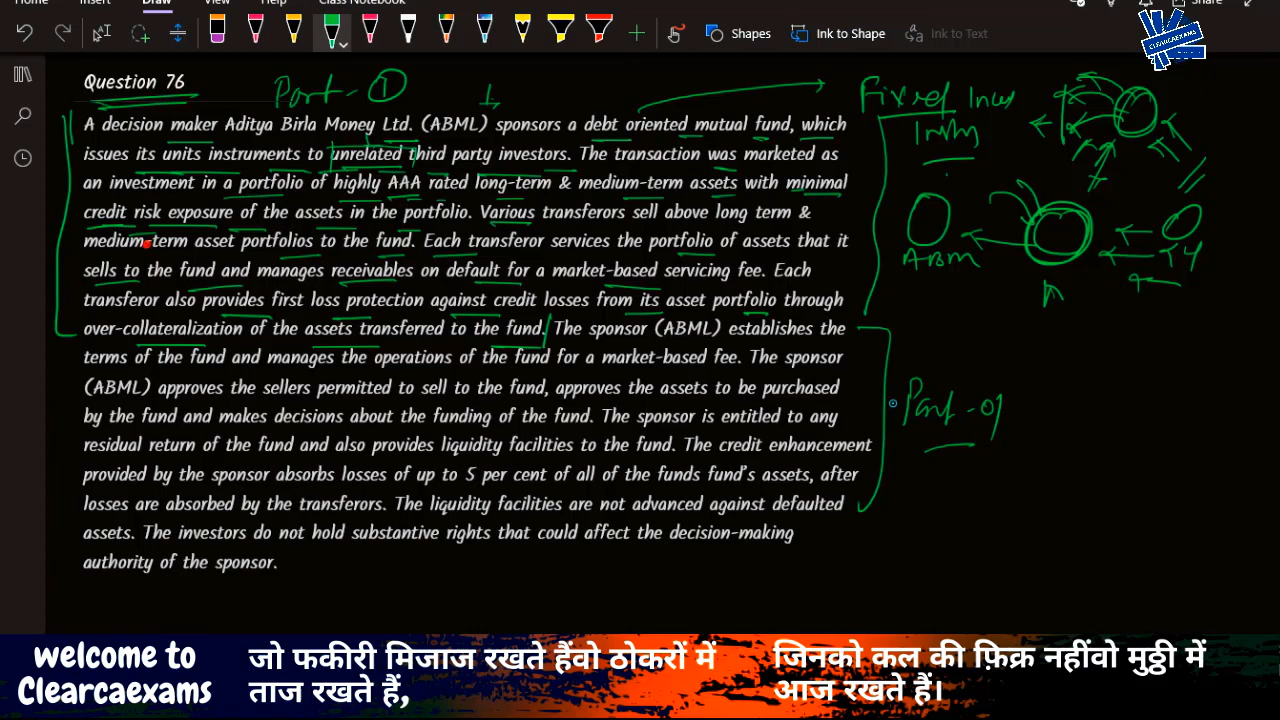 Home Insert Draw View Class Notebook Share
Shapes Ink to Shape Ink to Text
CLEARCAEXAMS
Question 76
Part - 1
A decision maker Aditya Birla Money Ltd. (ABML) sponsors a debt oriented mutual fund, which
issues its units instruments to unrelated third party investors. The transaction was marketed as
an investment in a portfolio of highly AAA rated long-term & medium-term assets with minimal
credit risk exposure of the assets in the portfolio. Various transferors sell above long term &
medium-term asset portfolios to the fund. Each transferor services the portfolio of assets that it
sells to the fund and manages receivables on default for a market-based servicing fee. Each
transferor also provides first loss protection against credit losses from its asset portfolio through
over-collateralization of the assets transferred to the fund. The sponsor (ABML) establishes the
terms of the fund and manages the operations of the fund for a market-based fee. The sponsor
(ABML) approves the sellers permitted to sell to the fund, approves the assets to be purchased
by the fund and makes decisions about the funding of the fund. The sponsor is entitled to any
residual return of the fund and also provides liquidity facilities to the fund. The credit enhancement
provided by the sponsor absorbs losses of up to 5 per cent of all of the funds fund's assets, after
losses are absorbed by the transferors. The liquidity facilities are not advanced against defaulted
assets. The investors do not hold substantive rights that could affect the decision-making
authority of the sponsor.
Fixed
ABM
Part - 01
welcome to
Clearcaexams
जो फकीरी मिजाज रखते हैंवो ठोकरों में
ताज रखते हैं,
जिनको कल की फ़िक्र नहींवो मुठ्ठी में
आज रखते हैं।